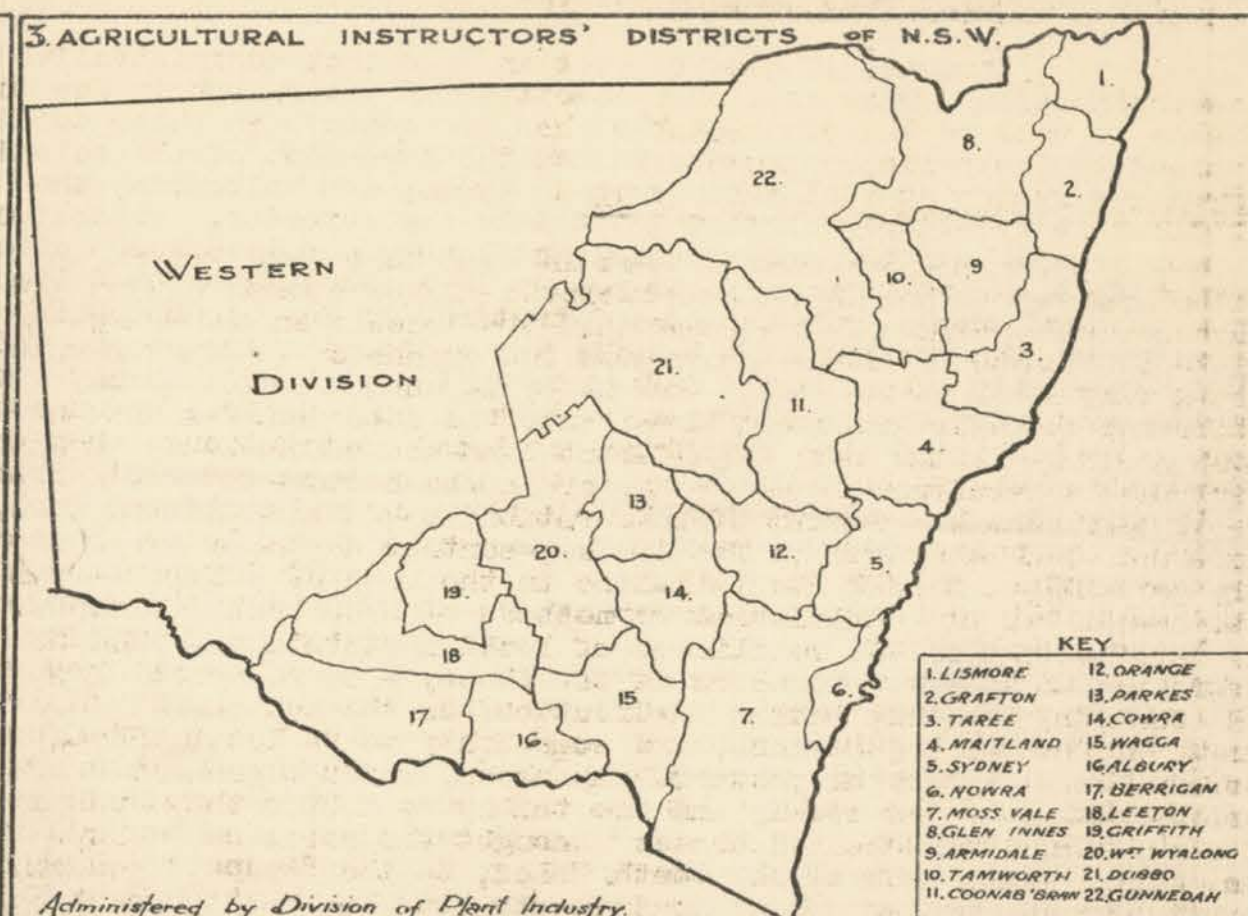 3. AGRICULTURAL INSTRUCTORS' DISTRICTS OF N.S.W.
1.
8.
2.
22.
WESTERN
9
10.
3.
DIVISION
21.
11.
4.
13
20.
12.
5.
19.
14.
18
KEY
1. LISMORE 12. ORANGE
2. GRAFTON 13. PARKES
3. TAREE 14. COWRA
4. MAITLAND 15. WAGGA
5. SYDNEY 16. ALBURY
6. NOWRA 17. BERRIGAN
7. MOSS VALE 18. LEETON
8. GLEN INNES 19. GRIFFITH
9. ARMIDALE 20. WST WYALONG
10. TAMWORTH 21. DUBBO
11. COONAB'BRAN 22. GUNNEDAH
15.
6.
17.
7.
16.
Administered by Division of Plant Industry.